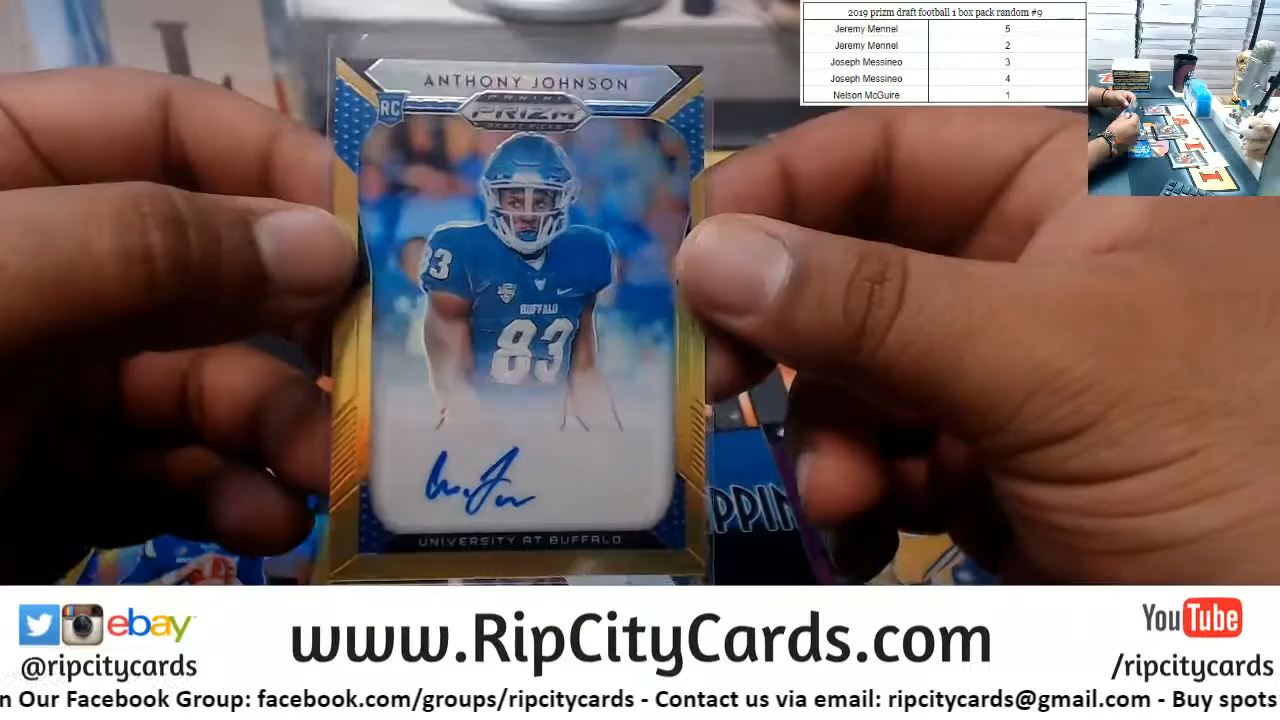 2019 prizm draft football 1 box pack random #9
Jeremy Mennel 5
Jeremy Mennel 2
Joseph Messineo 3
Joseph Messineo 4
Nelson McGuire 1
ANTHONY JOHNSON
RC
PANINI
PRIZM
DRAFT PICKS
83
BUFFALO
83
UNIVERSITY AT BUFFALO
PPIN
ebay
@ripcitycards
www.RipCityCards.com
YouTube
/ripcitycards
n Our Facebook Group: facebook.com/groups/ripcitycards - Contact us via email: ripcitycards@gmail.com - Buy spots